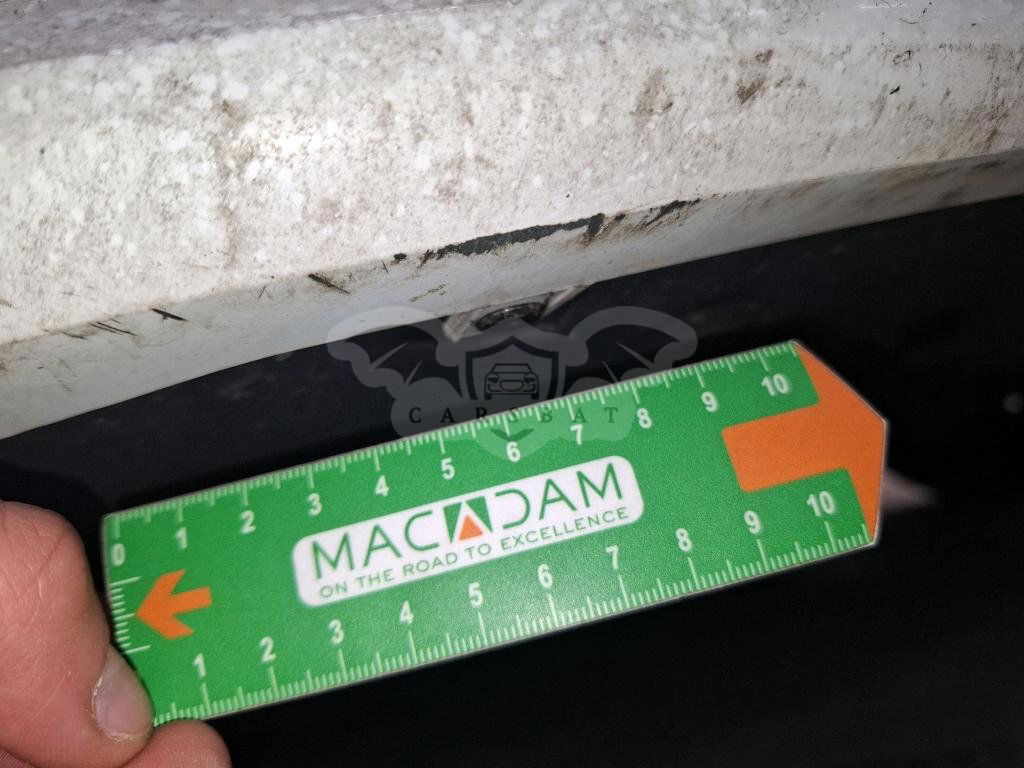 CARSBAT
0 1 2 3 4 5 6 7 8 9 10
MACADAM
ON THE ROAD TO EXCELLENCE
1 2 3 4 5 6 7 8 9 10